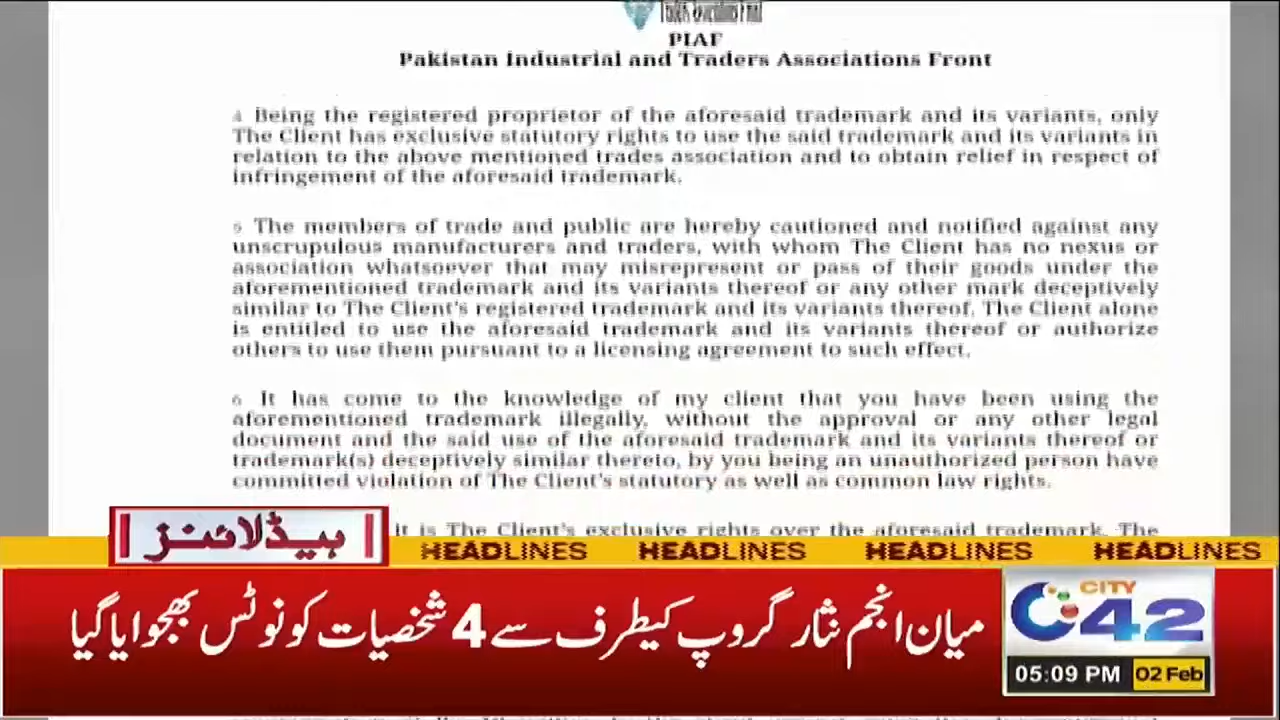 PIAF
Pakistan Industrial and Traders Associations Front
4 Being the registered proprietor of the aforesaid trademark and its variants, only
The Client has exclusive statutory rights to use the said trademark and its variants in
relation to the above mentioned trades association and to obtain relief in respect of
infringement of the aforesaid trademark.
5 The members of trade and public are hereby cautioned and notified against any
unscrupulous manufacturers and traders, with whom The Client has no nexus or
association whatsoever that may misrepresent or pass of their goods under the
aforementioned trademark and its variants thereof or any other mark deceptively
similar to The Client's registered trademark and its variants thereof. The Client alone
is entitled to use the aforesaid trademark and its variants thereof or authorize
others to use them pursuant to a licensing agreement to such effect.
6 It has come to the knowledge of my client that you have been using the
aforementioned trademark illegally, without the approval or any other legal
document and the said use of the aforesaid trademark and its variants thereof or
trademark(s) deceptively similar thereto, by you being an unauthorized person have
committed violation of The Client's statutory as well as common law rights.
it is The Client's exclusive rights over the aforesaid trademark. The
ہیڈلائنز
HEADLINES HEADLINES HEADLINES HEADLINES
میاں انجم نثار گروپ کیطرف سے 4 شخصیات کو نوٹس بھجوایا گیا
CITY
42
05:09 PM 02 Feb